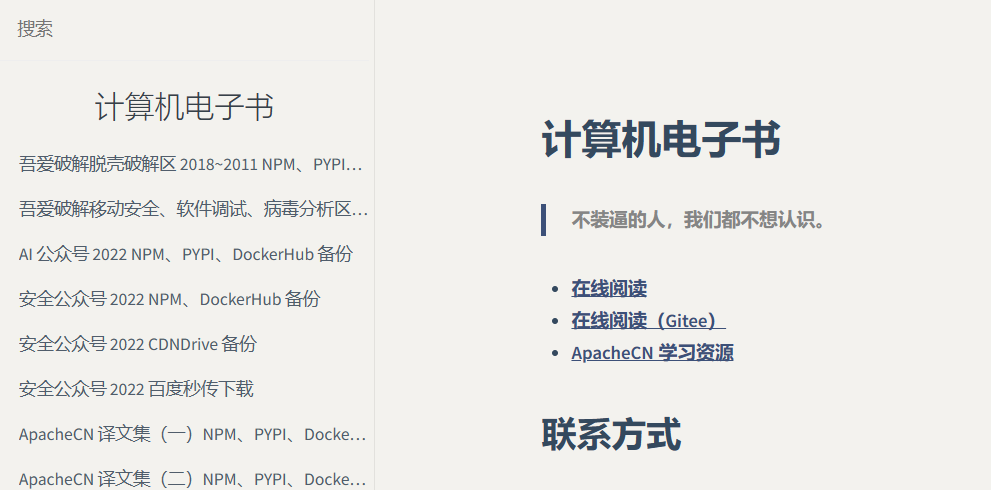 搜索
计算机电子书
吾爱破解脱壳破解区 2018~2011 NPM、PYPI…
吾爱破解移动安全、软件调试、病毒分析区…
AI 公众号 2022 NPM、PYPI、DockerHub 备份
安全公众号 2022 NPM、DockerHub 备份
安全公众号 2022 CDNDrive 备份
安全公众号 2022 百度秒传下载
ApacheCN 译文集（一）NPM、PYPI、Docke…
ApacheCN 译文集（二）NPM、PYPI、Docke…
计算机电子书
不装逼的人，我们都不想认识。
在线阅读
在线阅读（Gitee）
ApacheCN 学习资源
联系方式